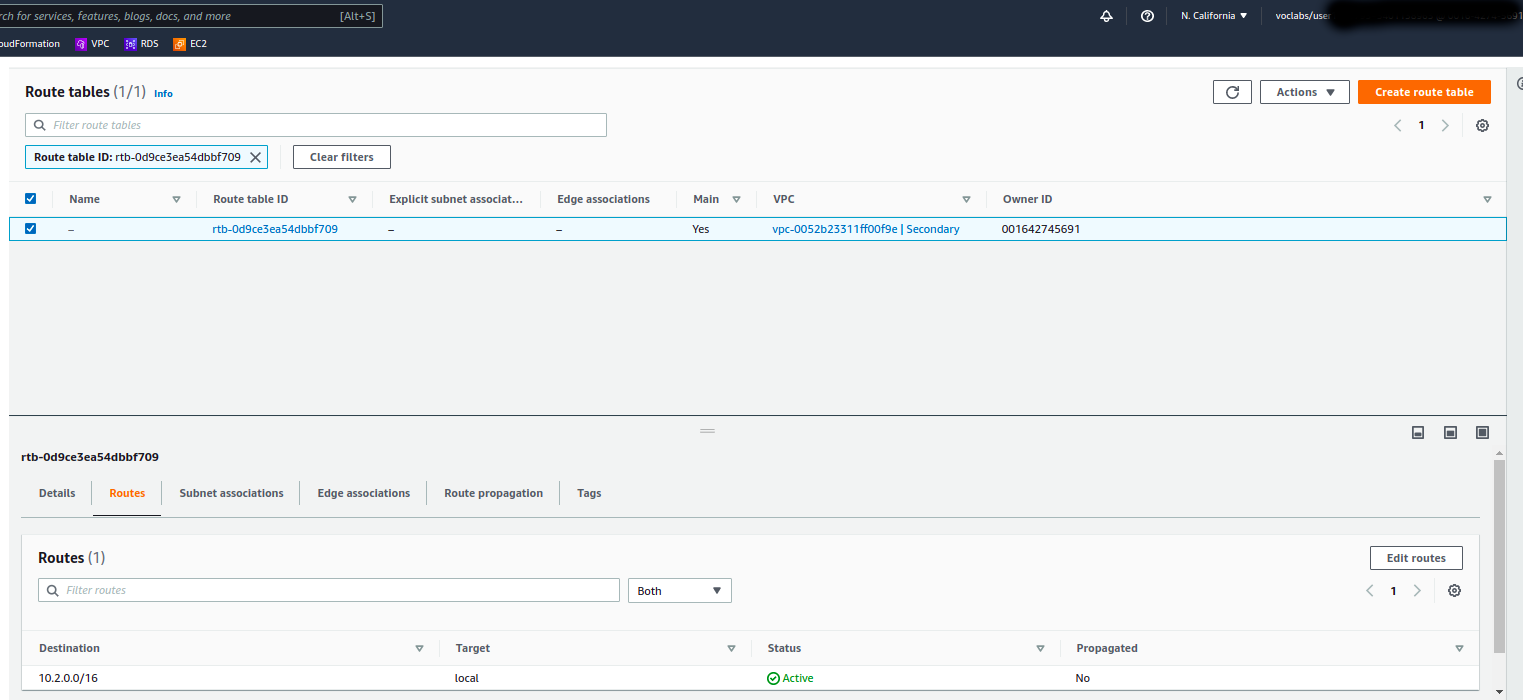 rch for services, features, blogs, docs, and more [Alt+S] N. California voclabs/user
oudFormation VPC RDS EC2
Route tables (1/1) Info Actions Create route table
Filter route tables 1
Route table ID: rtb-0d9ce3ea54dbbf709 Clear filters
Name Route table ID Explicit subnet associat... Edge associations Main VPC Owner ID
– rtb-0d9ce3ea54dbbf709 – – Yes vpc-0052b23311ff00f9e | Secondary 001642745691
rtb-0d9ce3ea54dbbf709
Details Routes Subnet associations Edge associations Route propagation Tags
Routes (1) Edit routes
Filter routes Both 1
Destination Target Status Propagated
10.2.0.0/16 local Active No